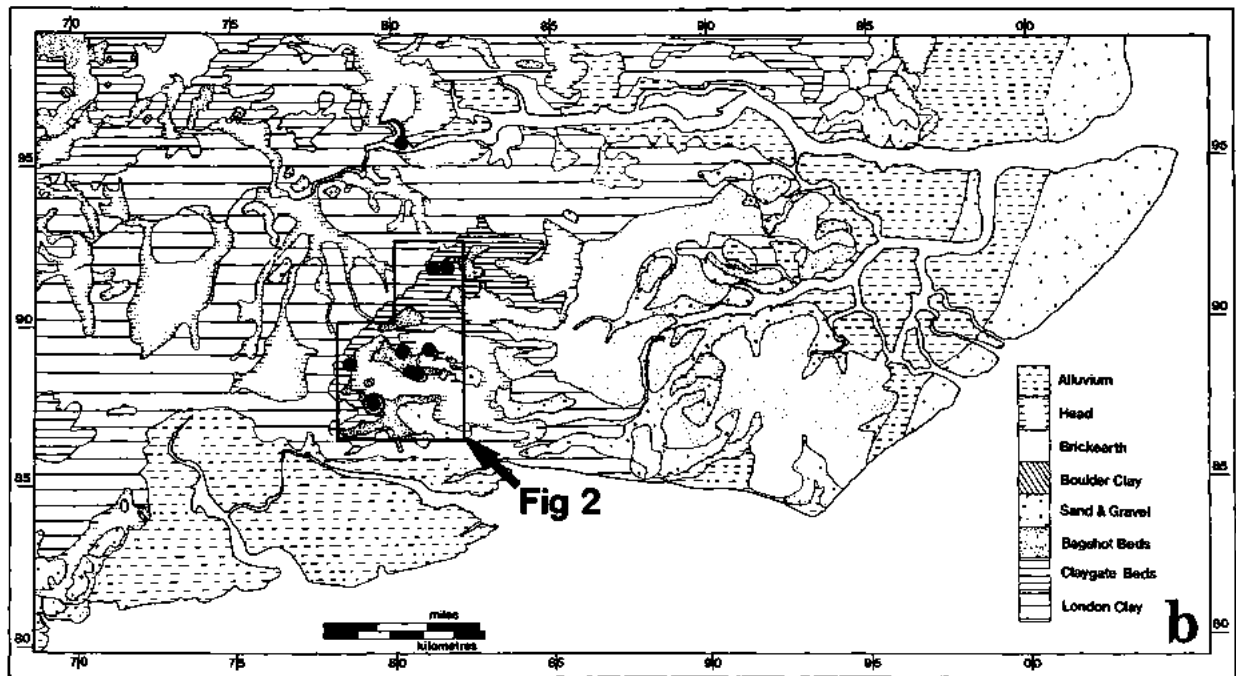 70 75 80 85 90 95 00
95 95
90 90
85 85
80 80
Fig 2
Alluvium
Head
Brickearth
Boulder Clay
Sand & Gravel
Bagshot Beds
Claygate Beds
London Clay
miles
kilometres
b
70 75 80 85 90 95 00